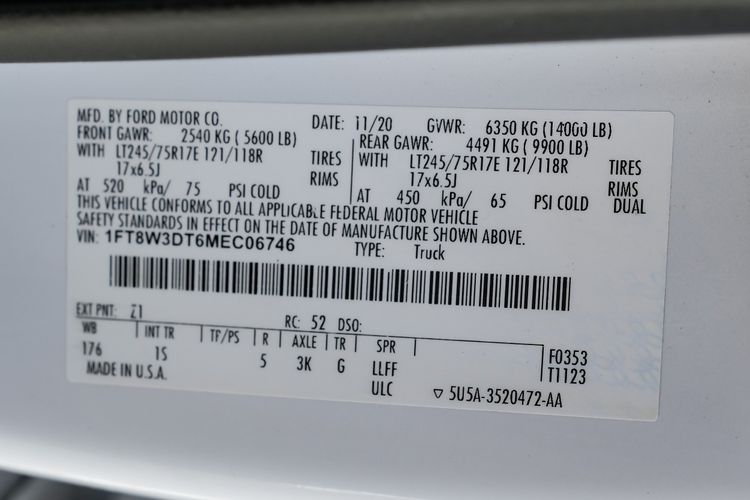 MFD. BY FORD MOTOR CO. DATE: 11/20 GVWR: 6350 KG (14000 LB)
FRONT GAWR: 2540 KG ( 5600 LB) REAR GAWR: 4491 KG ( 9900 LB)
WITH LT245/75R17E 121/118R TIRES WITH LT245/75R17E 121/118R TIRES
17x6.5J RIMS 17x6.5J RIMS
AT 520 kPa/ 75 PSI COLD AT 450 kPa/ 65 PSI COLD DUAL
THIS VEHICLE CONFORMS TO ALL APPLICABLE FEDERAL MOTOR VEHICLE
SAFETY STANDARDS IN EFFECT ON THE DATE OF MANUFACTURE SHOWN ABOVE.
VIN: 1FT8W3DT6MEC06746 TYPE: Truck
EXT PNT: Z1 RC: 52 DSO:
WB INT TR TF/PS R AXLE TR SPR F0353
176 1S 5 3K G LLFF T1123
MADE IN U.S.A. ULC ▽ 5U5A-3520472-AA